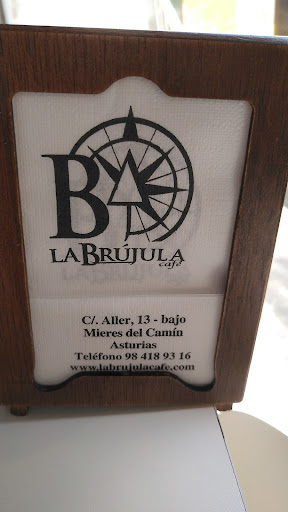 B
LA BRÚJULA
café
C/. Aller, 13 - bajo
Mieres del Camín
Asturias
Teléfono 98 418 93 16
www.labrujulacafe.com